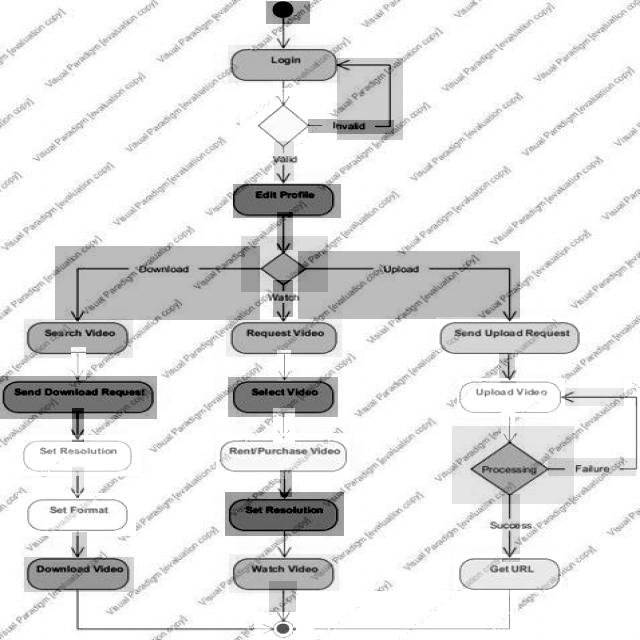 Login
Invalid
Valid
Edit Profile
Download
Upload
Watch
Search Video
Request Video
Send Upload Request
Send Download Request
Select Video
Upload Video
Set Resolution
Rent/Purchase Video
Processing
Failure
Set Format
Set Resolution
Success
Download Video
Watch Video
Get URL
Visual Paradigm [evaluation copy]